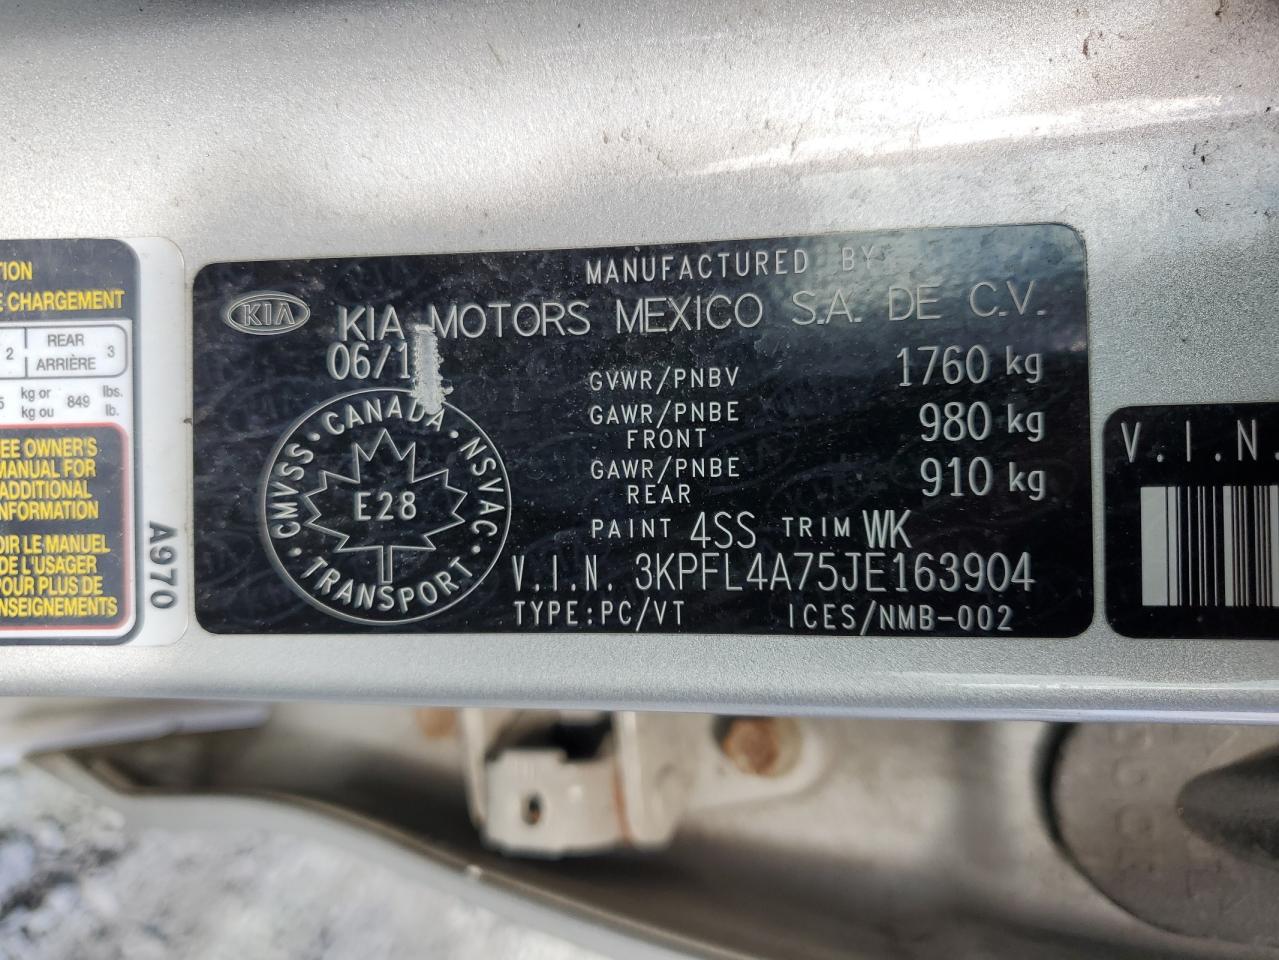 TION
E CHARGEMENT
2 REAR ARRIÈRE 3
5 kg or kg ou 849 lbs. lb.
EE OWNER'S
MANUAL FOR
ADDITIONAL
INFORMATION
OIR LE MANUEL
DE L'USAGER
POUR PLUS DE
NSEIGNEMENTS
A970
MANUFACTURED BY
KIA
KIA MOTORS MEXICO S.A. DE C.V.
06/1
GVWR/PNBV 1760 kg
GAWR/PNBE FRONT 980 kg
GAWR/PNBE REAR 910 kg
CMVSS · CANADA · NSVAC · TRANSPORT ·
E28
PAINT 4SS TRIM WK
V.I.N. 3KPFL4A75JE163904
TYPE:PC/VT ICES/NMB-002
V.I.N.